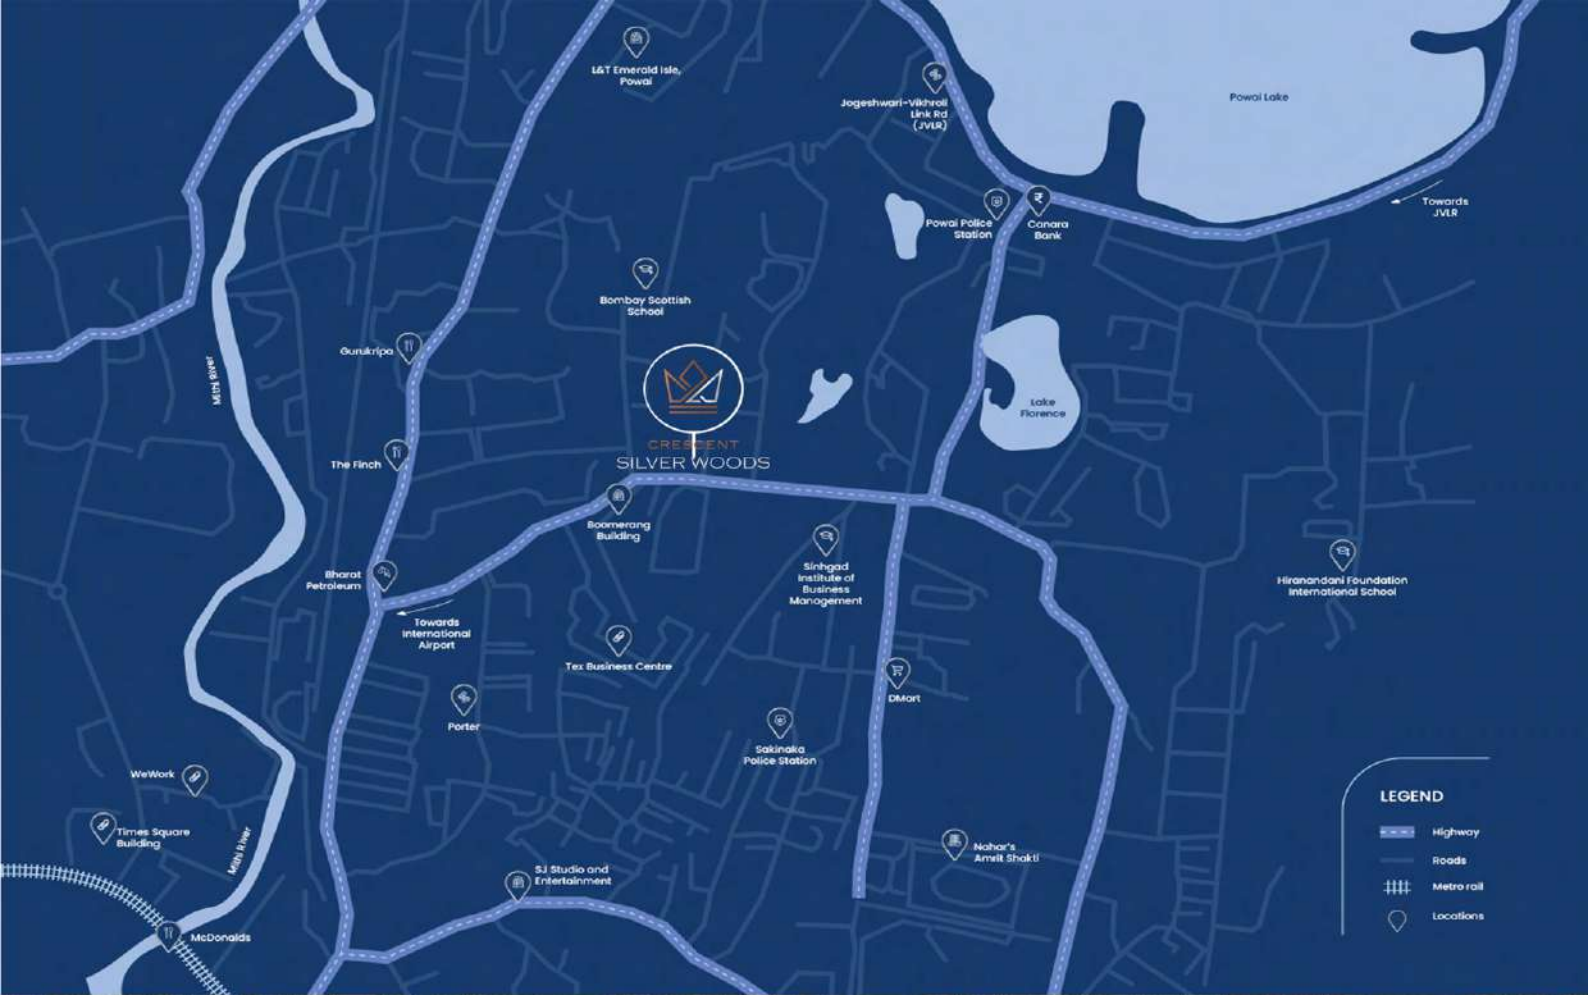 L&T Emerald Isle,
Powai
Jogeshwari-Vikhroli
Link Rd
(JVLR)
Powai Lake
Towards
JVLR
Powai Police
Station
Canara
Bank
Bombay Scottish
School
Gurukripa
Mithi River
Lake
Florence
CRESCENT
SILVER WOODS
The Finch
Boomerang
Building
Sinhgad
Institute of
Business
Management
Hiranandani Foundation
International School
Bharat
Petroleum
Towards
International
Airport
Tex Business Centre
DMart
Porter
Sakinaka
Police Station
WeWork
Times Square
Building
Mithi River
Nahar's
Amrit Shakti
SJ Studio and
Entertainment
McDonalds
LEGEND
Highway
Roads
Metro rail
Locations